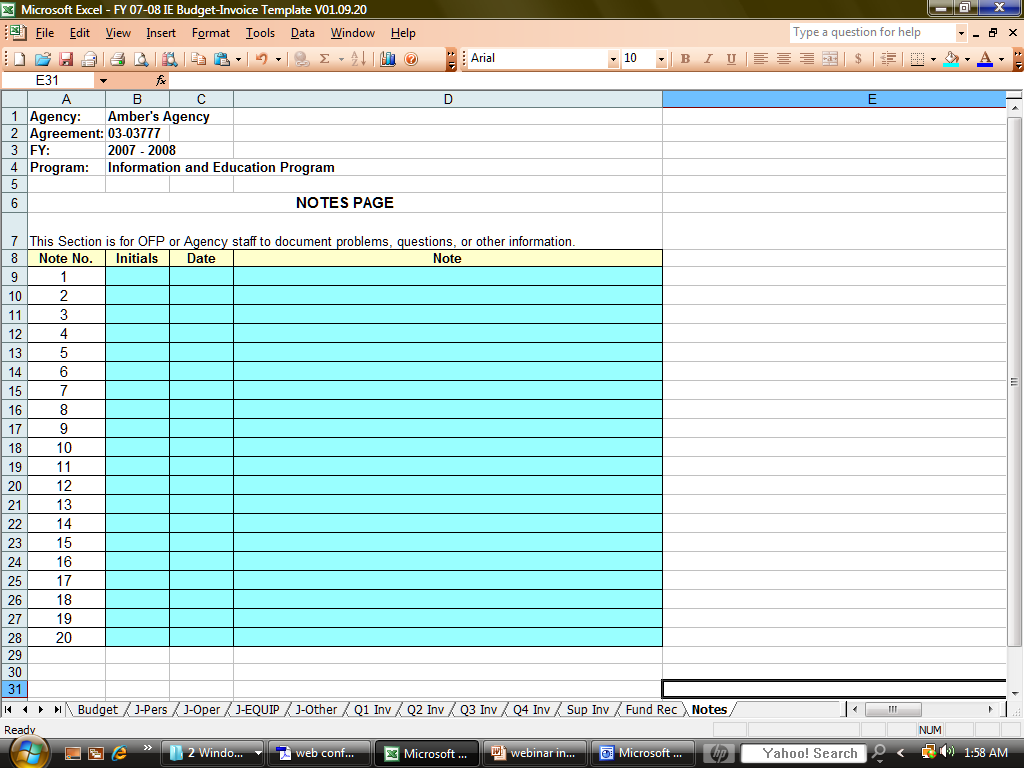 Microsoft Excel - FY 07-08 IE Budget-Invoice Template V01.09.20
File Edit View Insert Format Tools Data Window Help Type a question for help
Arial 10 B I U $
E31 fx
A B C D E
1 Agency: Amber's Agency
2 Agreement: 03-03777
3 FY: 2007 - 2008
4 Program: Information and Education Program
5
6 NOTES PAGE
7 This Section is for OFP or Agency staff to document problems, questions, or other information.
8 Note No. Initials Date Note
9 1
10 2
11 3
12 4
13 5
14 6
15 7
16 8
17 9
18 10
19 11
20 12
21 13
22 14
23 15
24 16
25 17
26 18
27 19
28 20
29
30
31
Budget J-Pers J-Oper J-EQUIP J-Other Q1 Inv Q2 Inv Q3 Inv Q4 Inv Sup Inv Fund Rec Notes
Ready NUM
2 Windo... web conf... Microsoft ... webinar in... Microsoft ... hp Yahoo! Search 1:58 AM